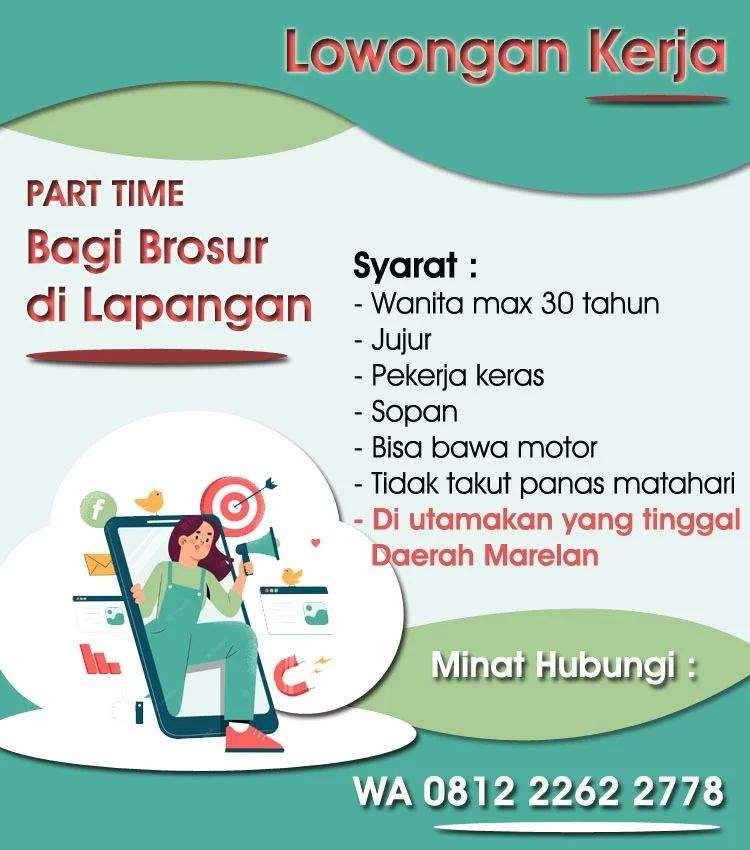 Lowongan Kerja
PART TIME
Bagi Brosur
di Lapangan
Syarat :
- Wanita max 30 tahun
- Jujur
- Pekerja keras
- Sopan
- Bisa bawa motor
- Tidak takut panas matahari
- Di utamakan yang tinggal
Daerah Marelan
Minat Hubungi :
WA 0812 2262 2778